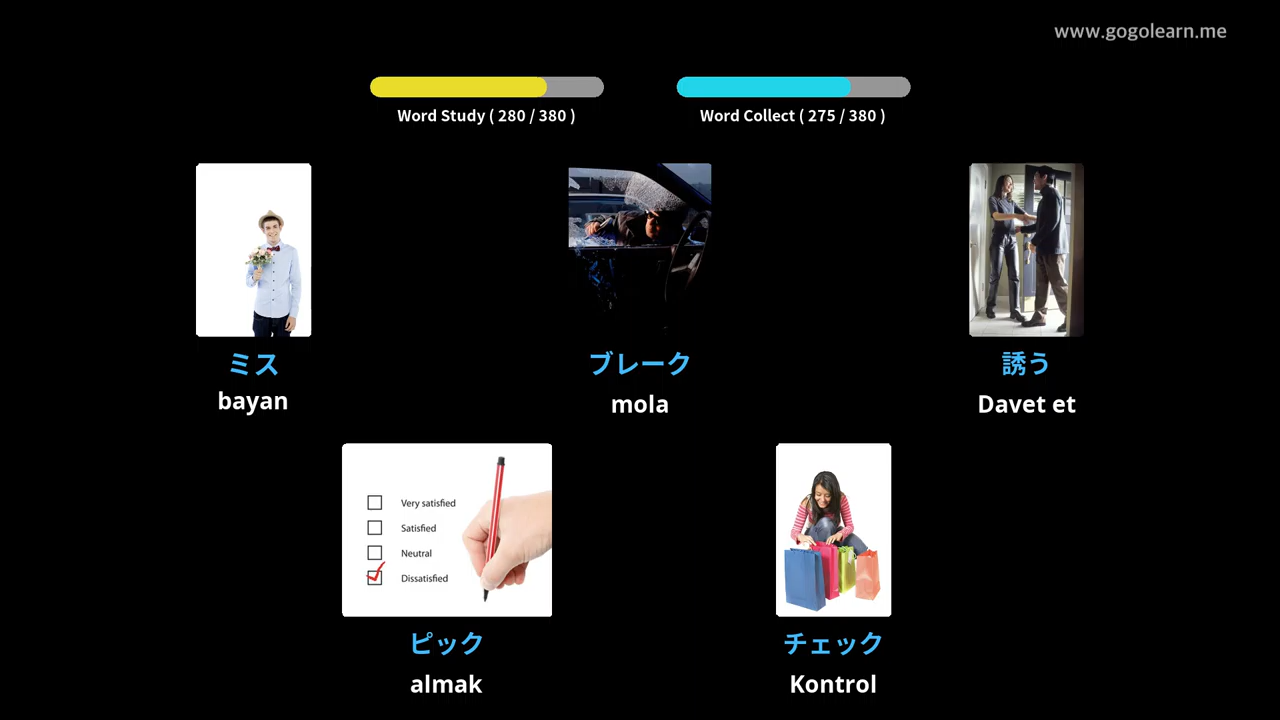 www.gogolearn.me
Word Study ( 280 / 380 )
Word Collect ( 275 / 380 )
ミス
bayan
ブレーク
mola
誘う
Davet et
Very satisfied
Satisfied
Neutral
Dissatisfied
ピック
almak
チェック
Kontrol